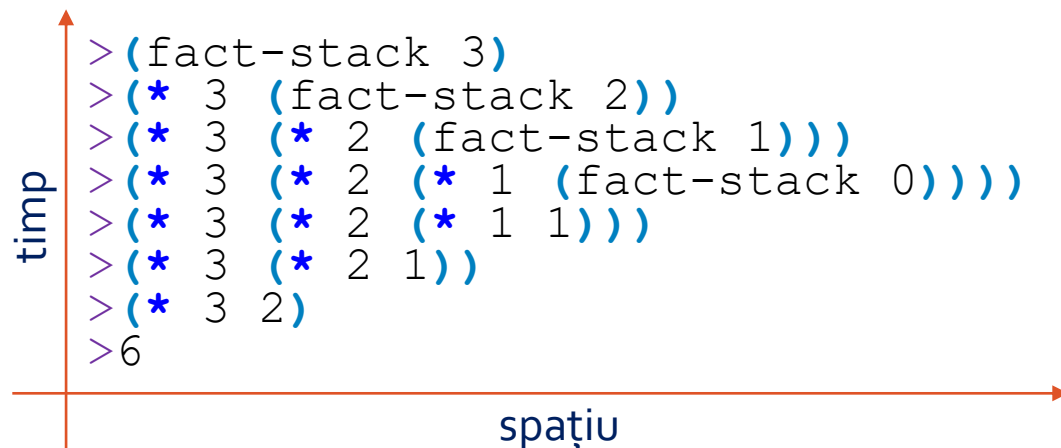 >(fact-stack 3)
>(* 3 (fact-stack 2))
>(* 3 (* 2 (fact-stack 1)))
>(* 3 (* 2 (* 1 (fact-stack 0))))
>(* 3 (* 2 (* 1 1)))
>(* 3 (* 2 1))
>(* 3 2)
>6
timp
spațiu